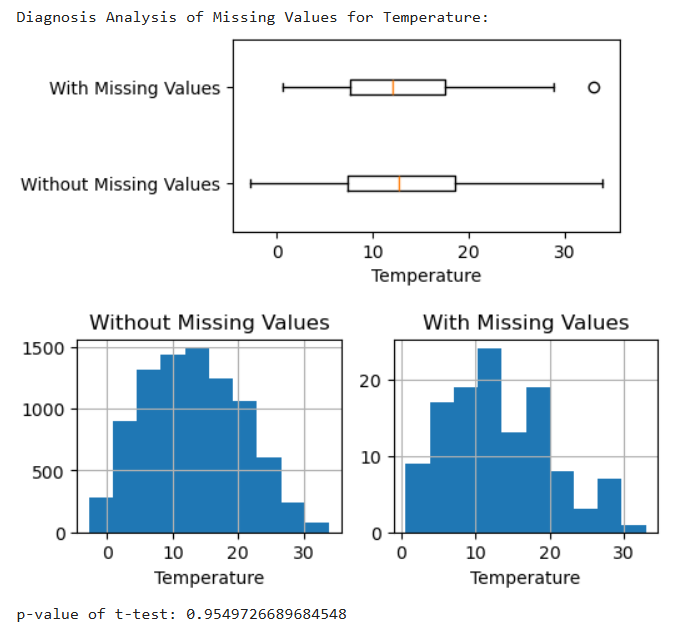 Diagnosis Analysis of Missing Values for Temperature:
With Missing Values
Without Missing Values
0 10 20 30
Temperature
Without Missing Values
1500
1000
500
0
0 10 20 30
Temperature
With Missing Values
20
10
0
0 10 20 30
Temperature
p-value of t-test: 0.9549726689684548